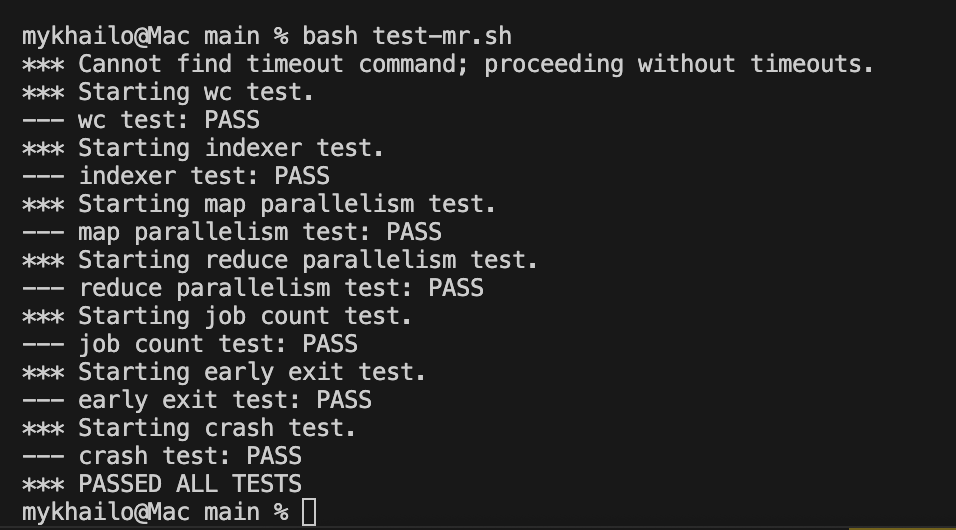 mykhailo@Mac main % bash test-mr.sh
*** Cannot find timeout command; proceeding without timeouts.
*** Starting wc test.
--- wc test: PASS
*** Starting indexer test.
--- indexer test: PASS
*** Starting map parallelism test.
--- map parallelism test: PASS
*** Starting reduce parallelism test.
--- reduce parallelism test: PASS
*** Starting job count test.
--- job count test: PASS
*** Starting early exit test.
--- early exit test: PASS
*** Starting crash test.
--- crash test: PASS
*** PASSED ALL TESTS
mykhailo@Mac main %